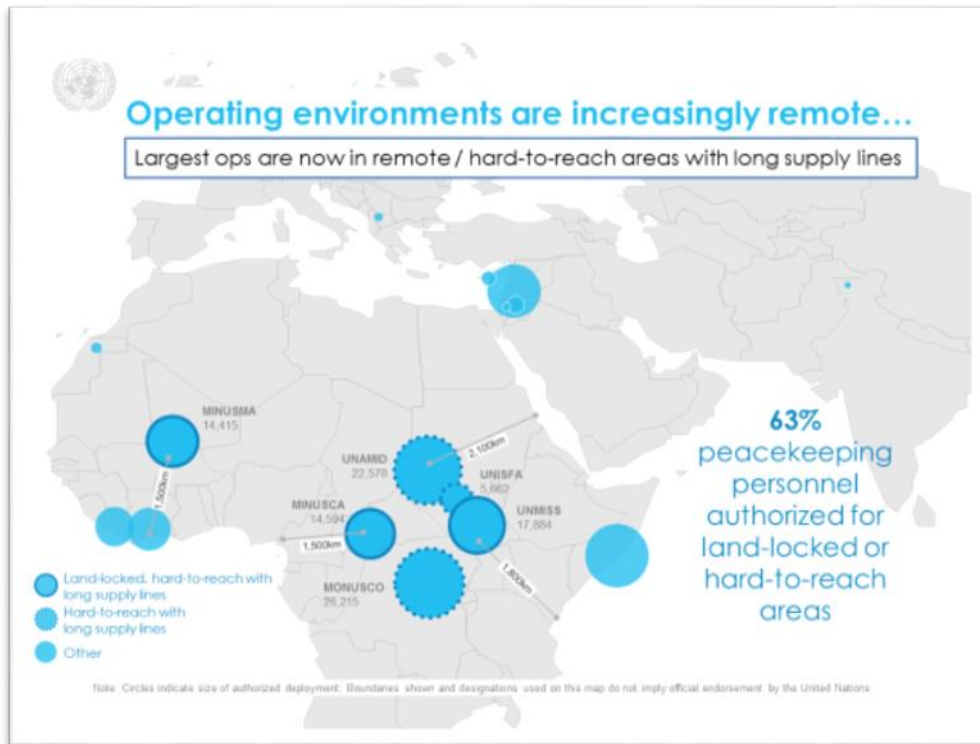 Operating environments are increasingly remote...
Largest ops are now in remote / hard-to-reach areas with long supply lines
MINUSMA
14,415
1,500km
UNAMID
22,578
2,100km
UNISFA
5,662
MINUSCA
14,594
1,500km
UNMISS
17,884
1,800km
MONUSCO
26,215
63%
peacekeeping
personnel
authorized for
land-locked or
hard-to-reach
areas
Land-locked, hard-to-reach with
long supply lines
Hard-to-reach with
long supply lines
Other
Note: Circles indicate size of authorized deployment; Boundaries shown and designations used on this map do not imply official endorsement by the United Nations